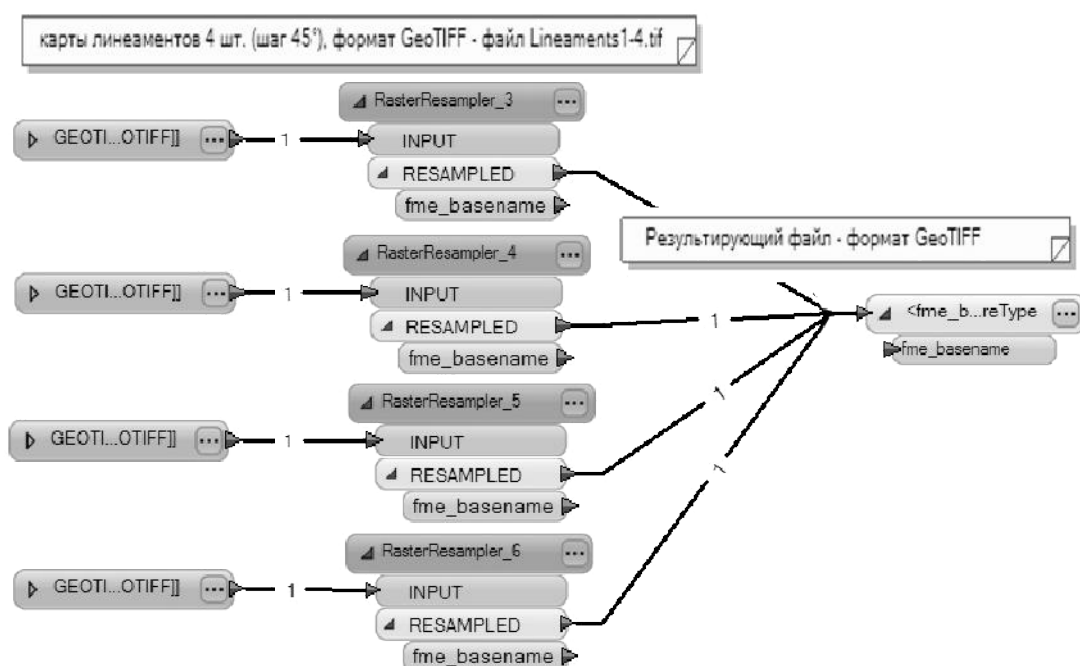 карты линеаментов 4 шт. (шаг 45°), формат GeoTIFF - файл Lineaments1-4.tif
RasterResampler_3
GEOTI...OTIFF]]
1
INPUT
RESAMPLED
fme_basename
Результирующий файл - формат GeoTIFF
RasterResampler_4
GEOTI...OTIFF]]
1
INPUT
RESAMPLED
fme_basename
1
<fme_b...reType
fme_basename
RasterResampler_5
GEOTI...OTIFF]]
1
INPUT
RESAMPLED
fme_basename
1
RasterResampler_6
GEOTI...OTIFF]]
1
INPUT
RESAMPLED
fme_basename
1